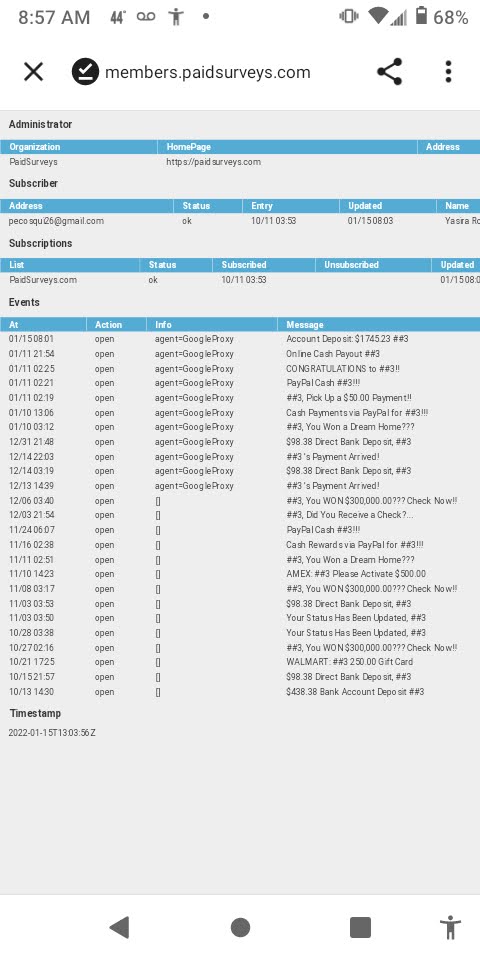 8:57 AM 44° 68%
members.paidsurveys.com
Administrator
Organization HomePage Address
PaidSurveys https://paidsurveys.com
Subscriber
Address Status Entry Updated Name
pecosqui26@gmail.com ok 10/11 03:53 01/15 08:03 Yasira Ro
Subscriptions
List Status Subscribed Unsubscribed Updated
PaidSurveys.com ok 10/11 03:53 01/15 08:0
Events
At Action Info Message
01/15 08:01 open agent=GoogleProxy Account Deposit: $1745.23 ##3
01/11 21:54 open agent=GoogleProxy Online Cash Payout ##3
01/11 02:25 open agent=GoogleProxy CONGRATULATIONS to ##3!!
01/11 02:21 open agent=GoogleProxy PayPal Cash ##3!!!
01/11 02:19 open agent=GoogleProxy ##3, Pick Up a $50.00 Payment!!
01/10 13:06 open agent=GoogleProxy Cash Payments via PayPal for ##3!!!
01/10 03:12 open agent=GoogleProxy ##3, You Won a Dream Home???
12/31 21:48 open agent=GoogleProxy $98.38 Direct Bank Deposit, ##3
12/14 22:03 open agent=GoogleProxy ##3 's Payment Arrived!
12/14 03:19 open agent=GoogleProxy $98.38 Direct Bank Deposit, ##3
12/13 14:39 open agent=GoogleProxy ##3 's Payment Arrived!
12/06 03:40 open [] ##3, You WON $300,000.00??? Check Now!!
12/03 21:54 open [] ##3, Did You Receive a Check?...
11/24 06:07 open [] PayPal Cash ##3!!!
11/16 02:38 open [] Cash Rewards via PayPal for ##3!!!
11/11 02:51 open [] ##3, You Won a Dream Home???
11/10 14:23 open [] AMEX: ##3 Please Activate $500.00
11/08 03:17 open [] ##3, You WON $300,000.00??? Check Now!!
11/03 03:53 open [] $98.38 Direct Bank Deposit, ##3
11/03 03:50 open [] Your Status Has Been Updated, ##3
10/28 03:38 open [] Your Status Has Been Updated, ##3
10/27 02:16 open [] ##3, You WON $300,000.00??? Check Now!!
10/21 17:25 open [] WALMART: ##3 250.00 Gift Card
10/15 21:57 open [] $98.38 Direct Bank Deposit, ##3
10/13 14:30 open [] $438.38 Bank Account Deposit ##3
Timestamp
2022-01-15T13:03:56Z